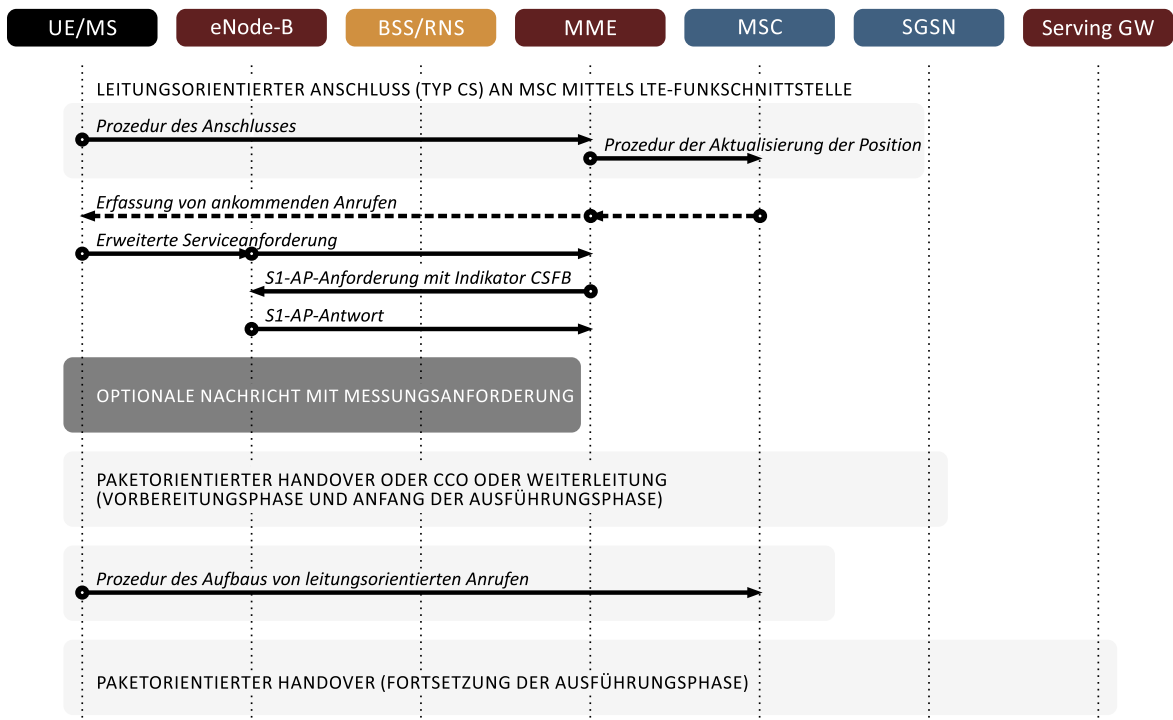 UE/MS
eNode-B
BSS/RNS
MME
MSC
SGSN
Serving GW
LEITUNGSORIENTIERTER ANSCHLUSS (TYP CS) AN MSC MITTELS LTE-FUNKSCHNITTSTELLE
Prozedur des Anschlusses
Prozedur der Aktualisierung der Position
Erfassung von ankommenden Anrufen
Erweiterte Serviceanforderung
S1-AP-Anforderung mit Indikator CSFB
S1-AP-Antwort
OPTIONALE NACHRICHT MIT MESSUNGSANFORDERUNG
PAKETORIENTIERTER HANDOVER ODER CCO ODER WEITERLEITUNG
(VORBEREITUNGSPHASE UND ANFANG DER AUSFÜHRUNGSPHASE)
Prozedur des Aufbaus von leitungsorientierten Anrufen
PAKETORIENTIERTER HANDOVER (FORTSETZUNG DER AUSFÜHRUNGSPHASE)